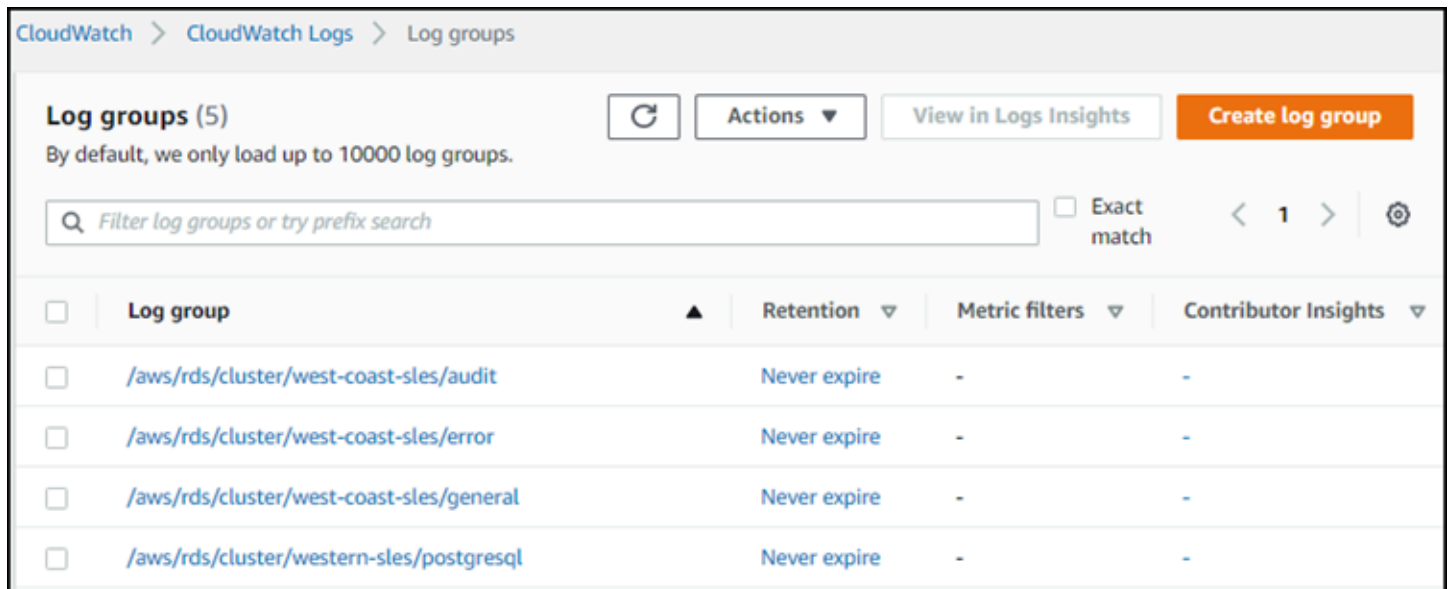 CloudWatch > CloudWatch Logs > Log groups
Log groups (5) Actions View in Logs Insights Create log group
By default, we only load up to 10000 log groups.
Filter log groups or try prefix search Exact match < 1 >
Log group Retention Metric filters Contributor Insights
/aws/rds/cluster/west-coast-sles/audit Never expire - -
/aws/rds/cluster/west-coast-sles/error Never expire - -
/aws/rds/cluster/west-coast-sles/general Never expire - -
/aws/rds/cluster/western-sles/postgresql Never expire - -